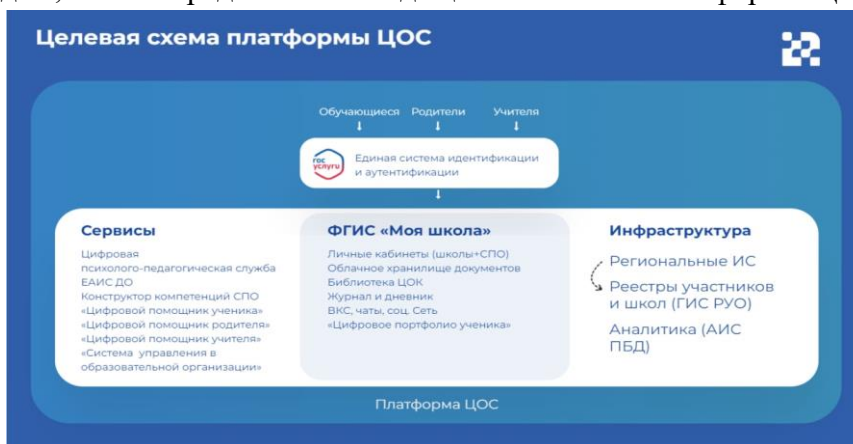 Целевая схема платформы ЦОС
Обучающиеся Родители Учителя
гос
услуги
Единая система идентификации
и аутентификации
Сервисы
Цифровая
психолого-педагогическая служба
ЕАИС ДО
Конструктор компетенций СПО
«Цифровой помощник ученика»
«Цифровой помощник родителя»
«Цифровой помощник учителя»
«Система управления в
образовательной организации»
ФГИС «Моя школа»
Личные кабинеты (школы+СПО)
Облачное хранилище документов
Библиотека ЦОК
Журнал и дневник
ВКС, чаты, соц. Сеть
«Цифровое портфолио ученика»
Инфраструктура
Региональные ИС
Реестры участников
и школ (ГИС РУО)
Аналитика (АИС
ПБД)
Платформа ЦОС